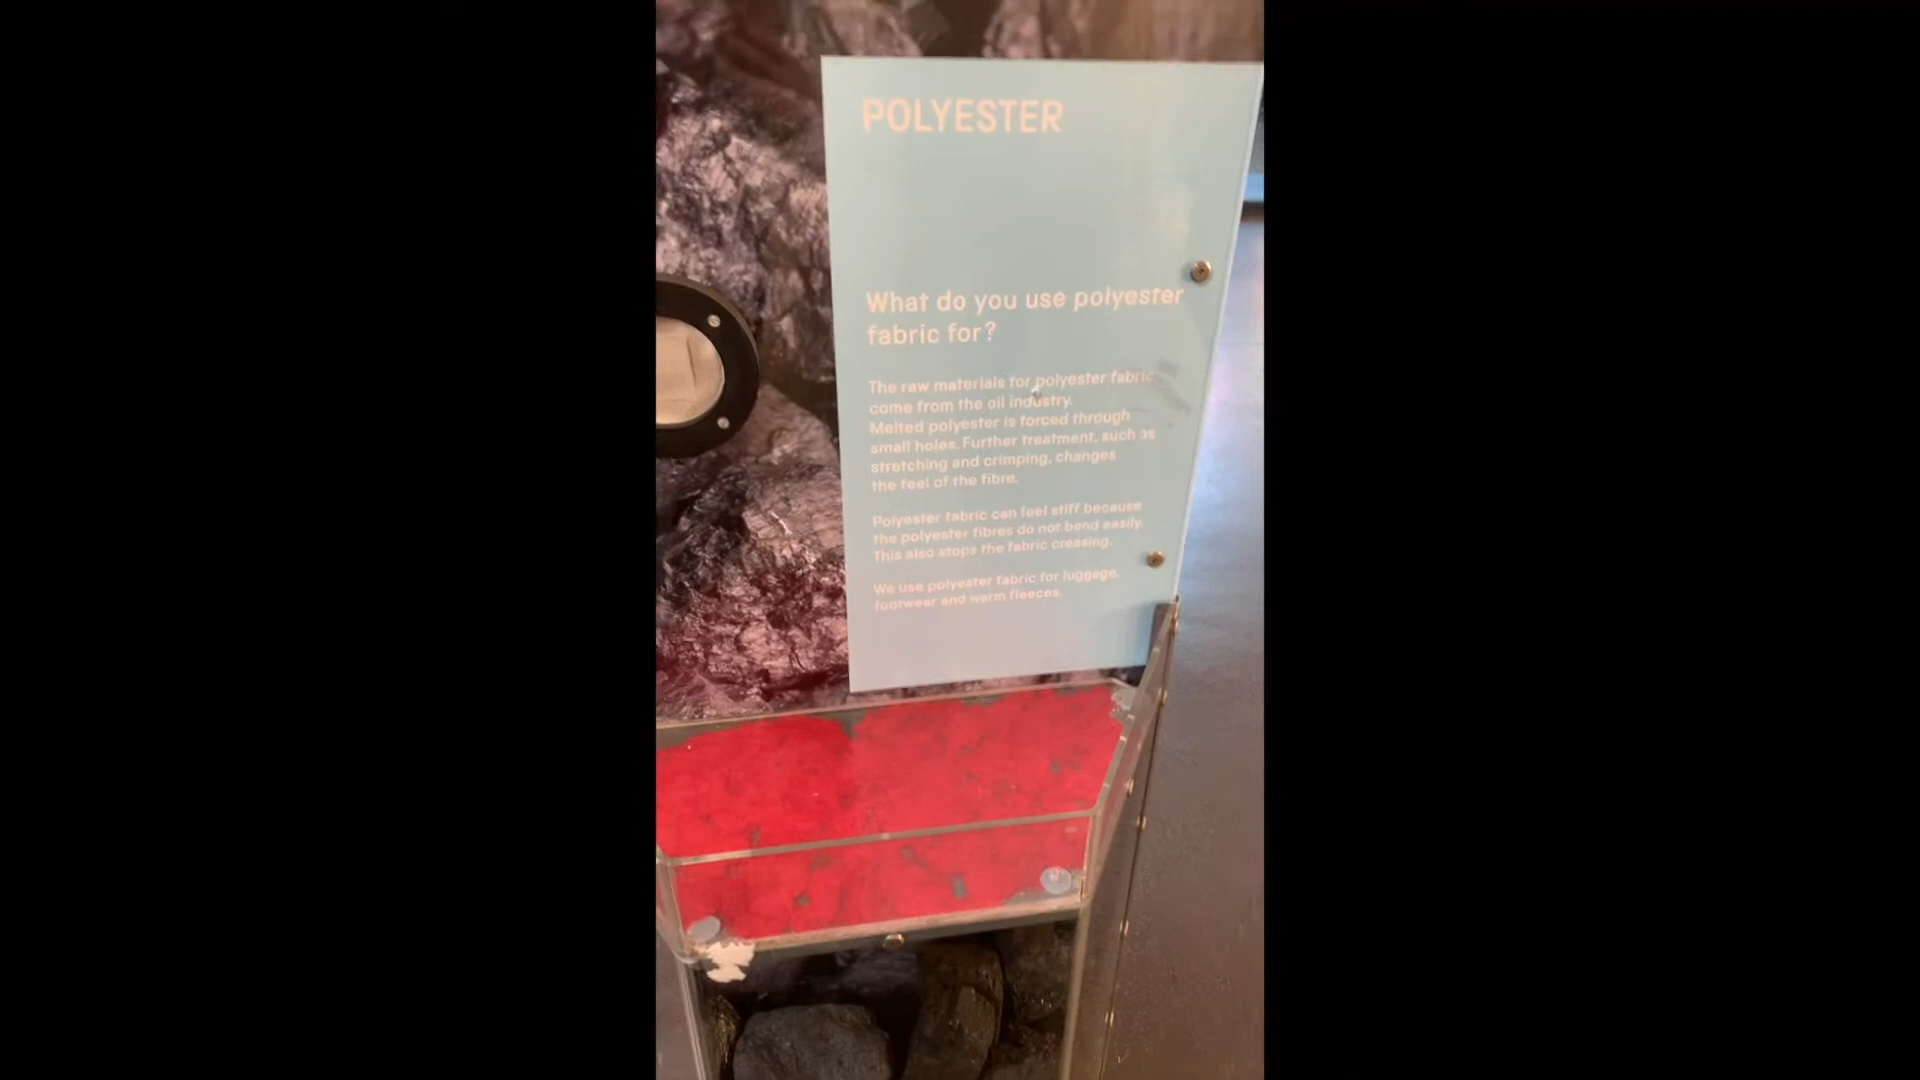 POLYESTER
What do you use polyester
fabric for?
The raw materials for polyester fabric
come from the oil industry.
Melted polyester is forced through
small holes. Further treatment, such as
stretching and crimping, changes
the feel of the fibre.
Polyester fabric can feel stiff because
the polyester fibres do not bend easily.
This also stops the fabric creasing.
We use polyester fabric for luggage,
footwear and warm fleeces.